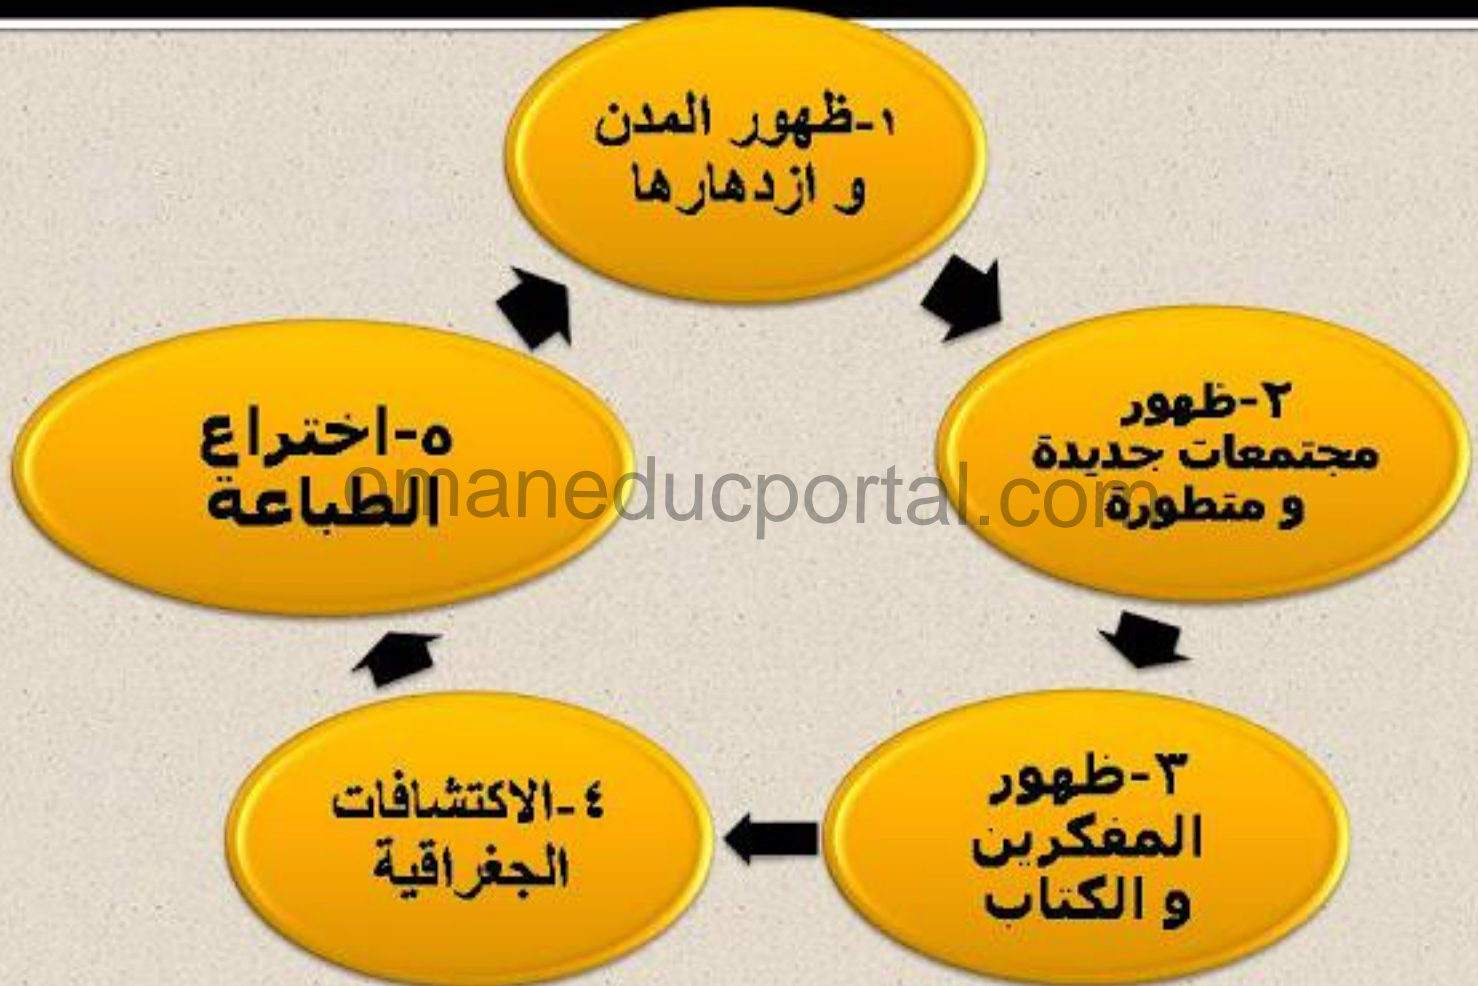 ١-ظهور المدن
و ازدهارها
٢-ظهور
مجتمعات جديدة
و متطورة
٣-ظهور
المفكرين
و الكتاب
٤-الاكتشافات
الجغراقية
٥-اختراع
الطباعة
omaneducportal.com